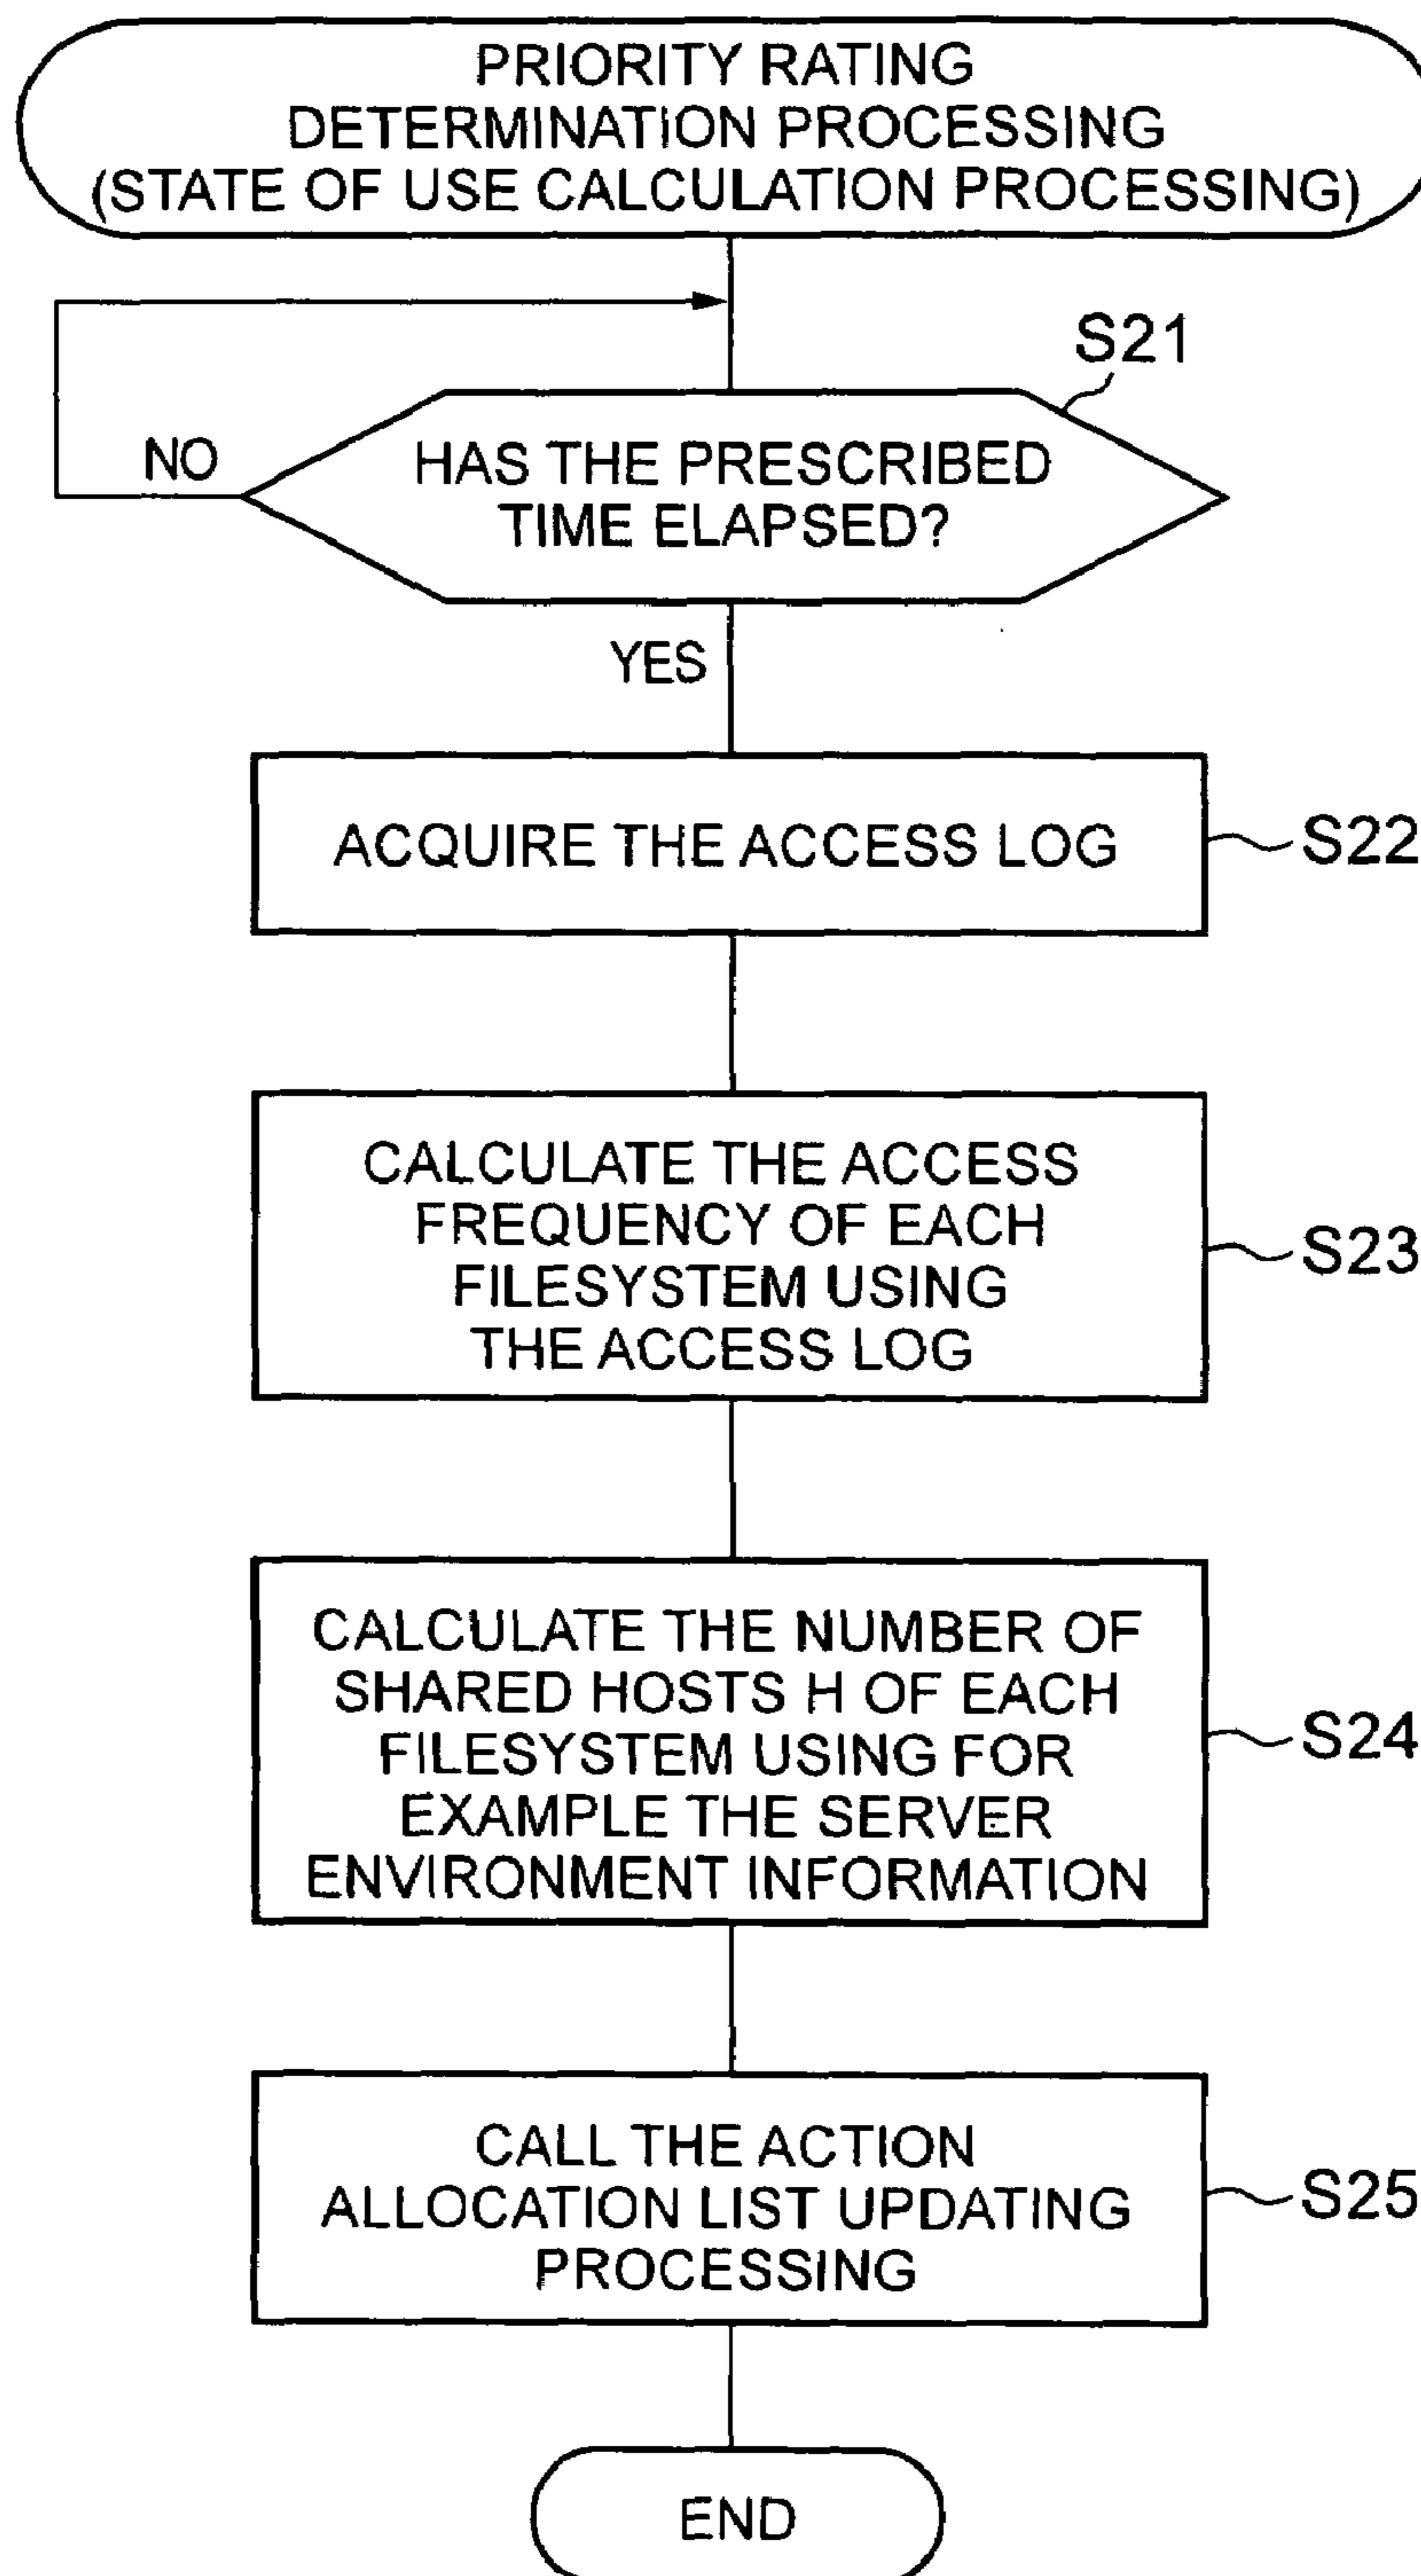 PRIORITY RATING
DETERMINATION PROCESSING
(STATE OF USE CALCULATION PROCESSING)
S21
NO
HAS THE PRESCRIBED
TIME ELAPSED?
YES
ACQUIRE THE ACCESS LOG
S22
CALCULATE THE ACCESS
FREQUENCY OF EACH
FILESYSTEM USING
THE ACCESS LOG
S23
CALCULATE THE NUMBER OF
SHARED HOSTS H OF EACH
FILESYSTEM USING FOR
EXAMPLE THE SERVER
ENVIRONMENT INFORMATION
S24
CALL THE ACTION
ALLOCATION LIST UPDATING
PROCESSING
S25
END